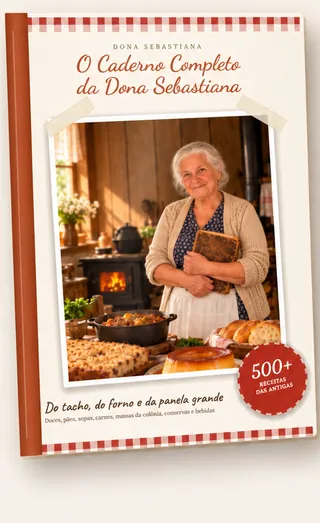 DONA SEBASTIANA
O Caderno Completo
da Dona Sebastiana
500+
RECEITAS
DAS ANTIGAS
Do tacho, do forno e da panela grande
Doces, pães, sopas, carnes, massas da colônia, conservas e bebidas